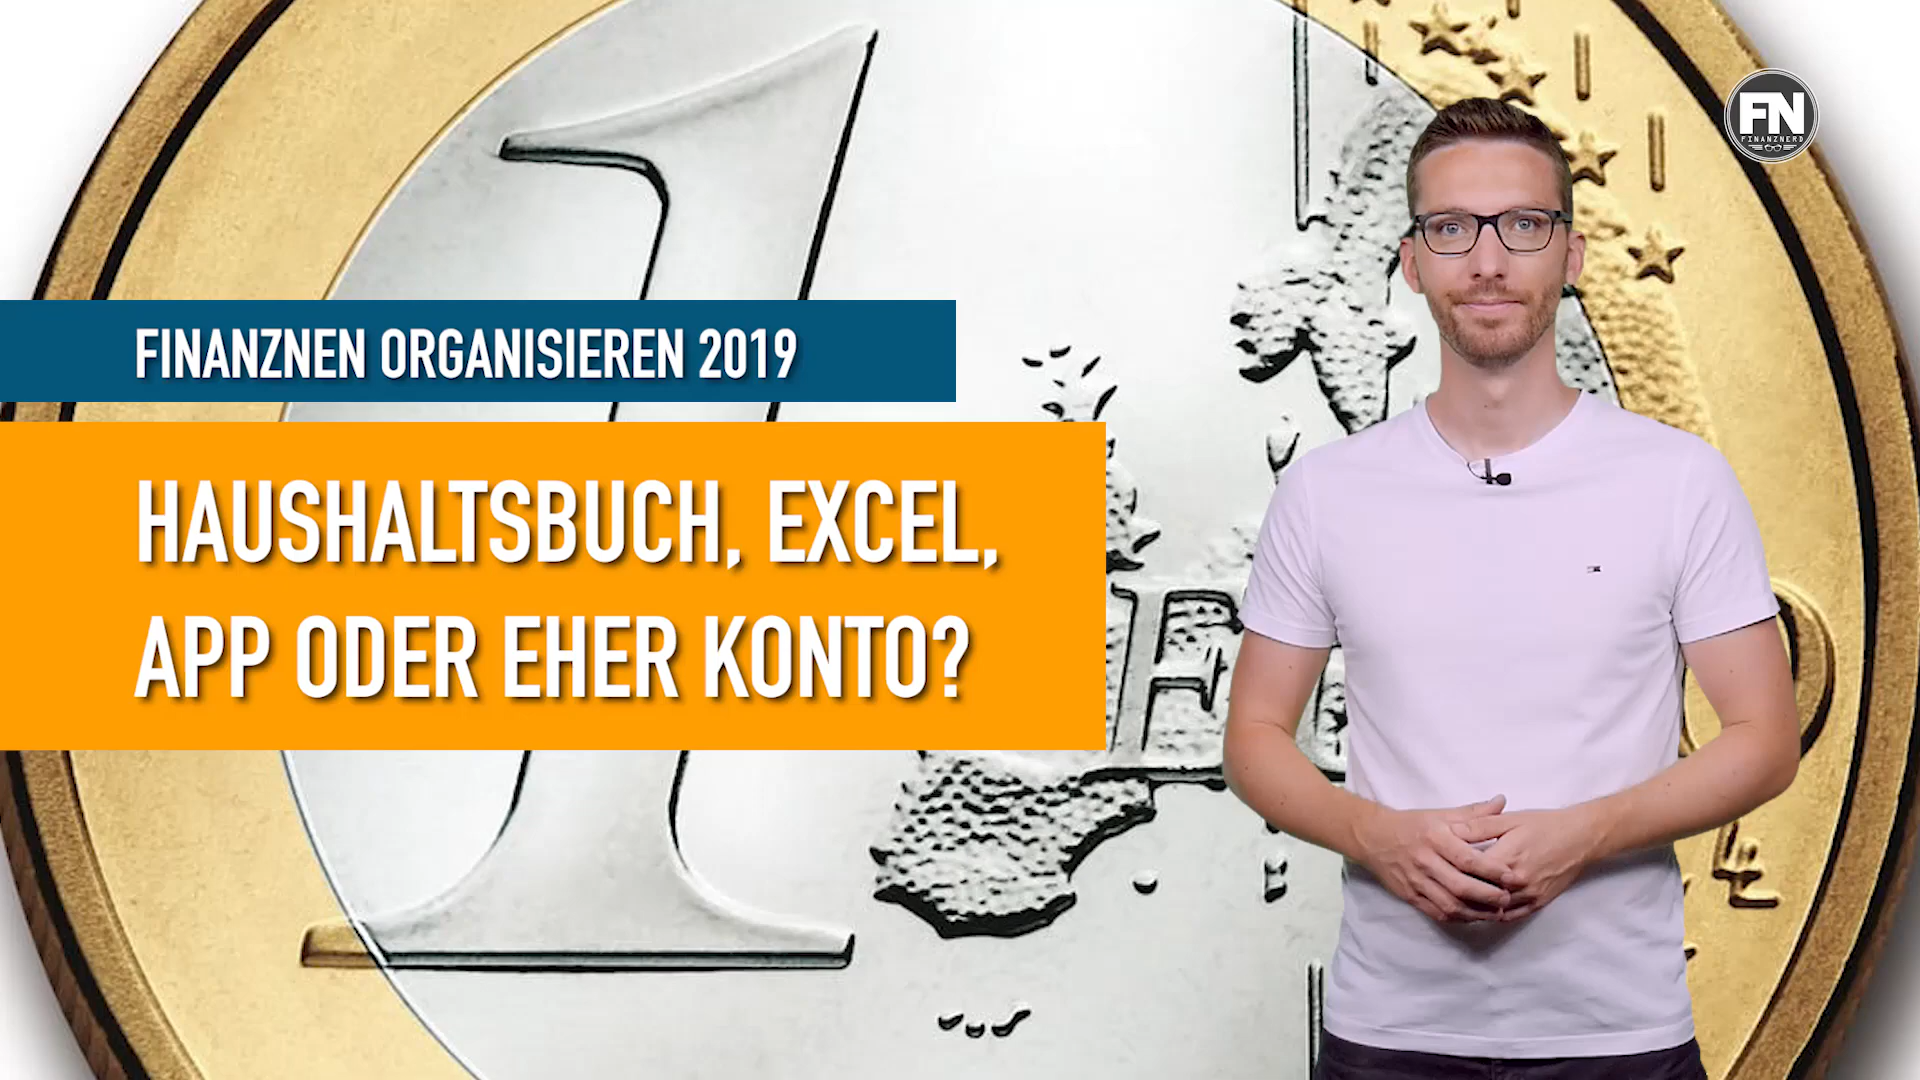 FN
FINANZNERD
FINANZNEN ORGANISIEREN 2019
HAUSHALTSBUCH, EXCEL,
APP ODER EHER KONTO?